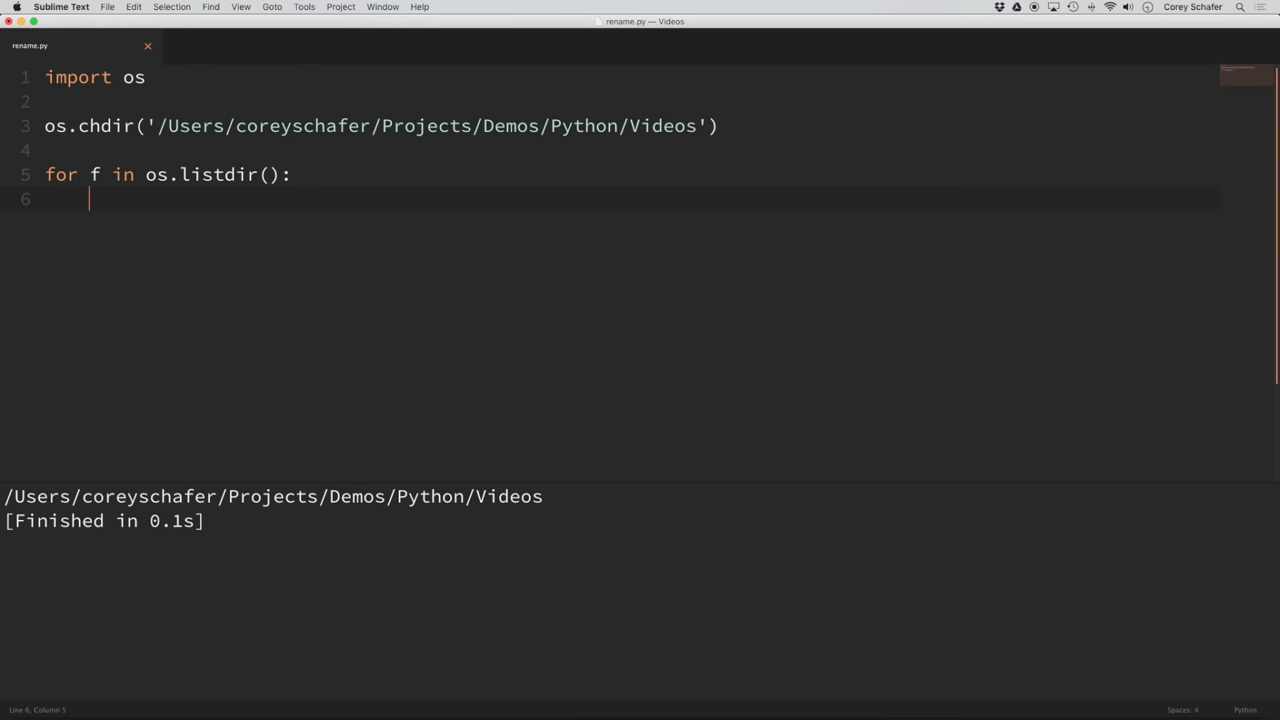 Sublime Text File Edit Selection Find View Goto Tools Project Window Help Corey Schafer
rename.py — Videos
rename.py
1 import os
2
3 os.chdir('/Users/coreyschafer/Projects/Demos/Python/Videos')
4
5 for f in os.listdir():
6
/Users/coreyschafer/Projects/Demos/Python/Videos
[Finished in 0.1s]
Line 6, Column 5 Spaces: 4 Python